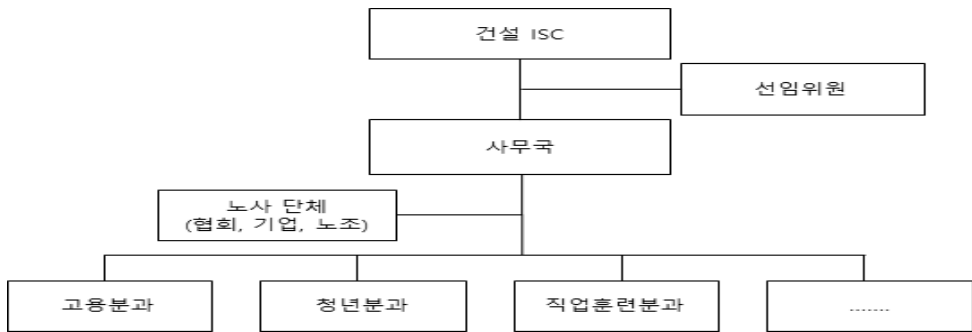 건설 ISC
선임위원
사무국
노사 단체
(협회, 기업, 노조)
고용분과
청년분과
직업훈련분과
.......